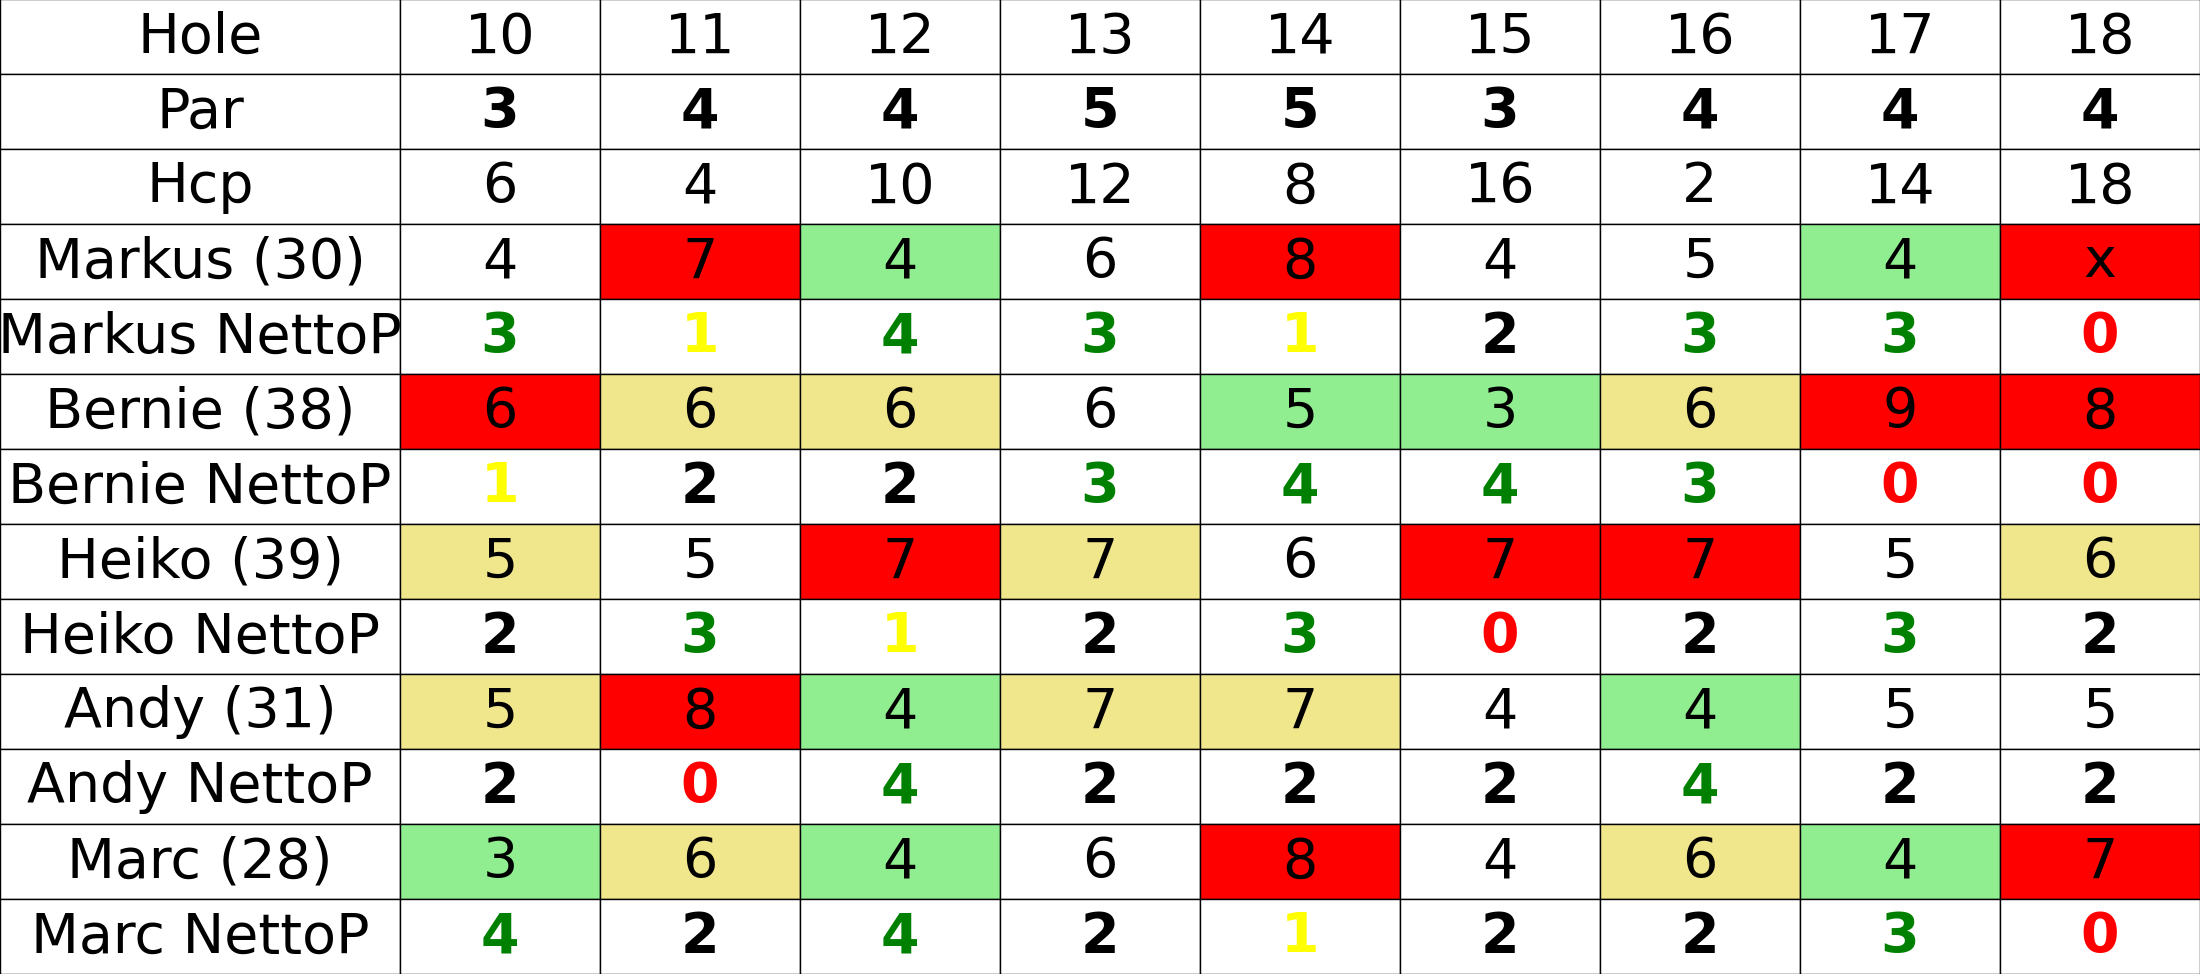 Hole 10 11 12 13 14 15 16 17 18
Par 3 4 4 5 5 3 4 4 4
Hcp 6 4 10 12 8 16 2 14 18
Markus (30) 4 7 4 6 8 4 5 4 x
Markus NettoP 3 1 4 3 1 2 3 3 0
Bernie (38) 6 6 6 6 5 3 6 9 8
Bernie NettoP 1 2 2 3 4 4 3 0 0
Heiko (39) 5 5 7 7 6 7 7 5 6
Heiko NettoP 2 3 1 2 3 0 2 3 2
Andy (31) 5 8 4 7 7 4 4 5 5
Andy NettoP 2 0 4 2 2 2 4 2 2
Marc (28) 3 6 4 6 8 4 6 4 7
Marc NettoP 4 2 4 2 1 2 2 3 0